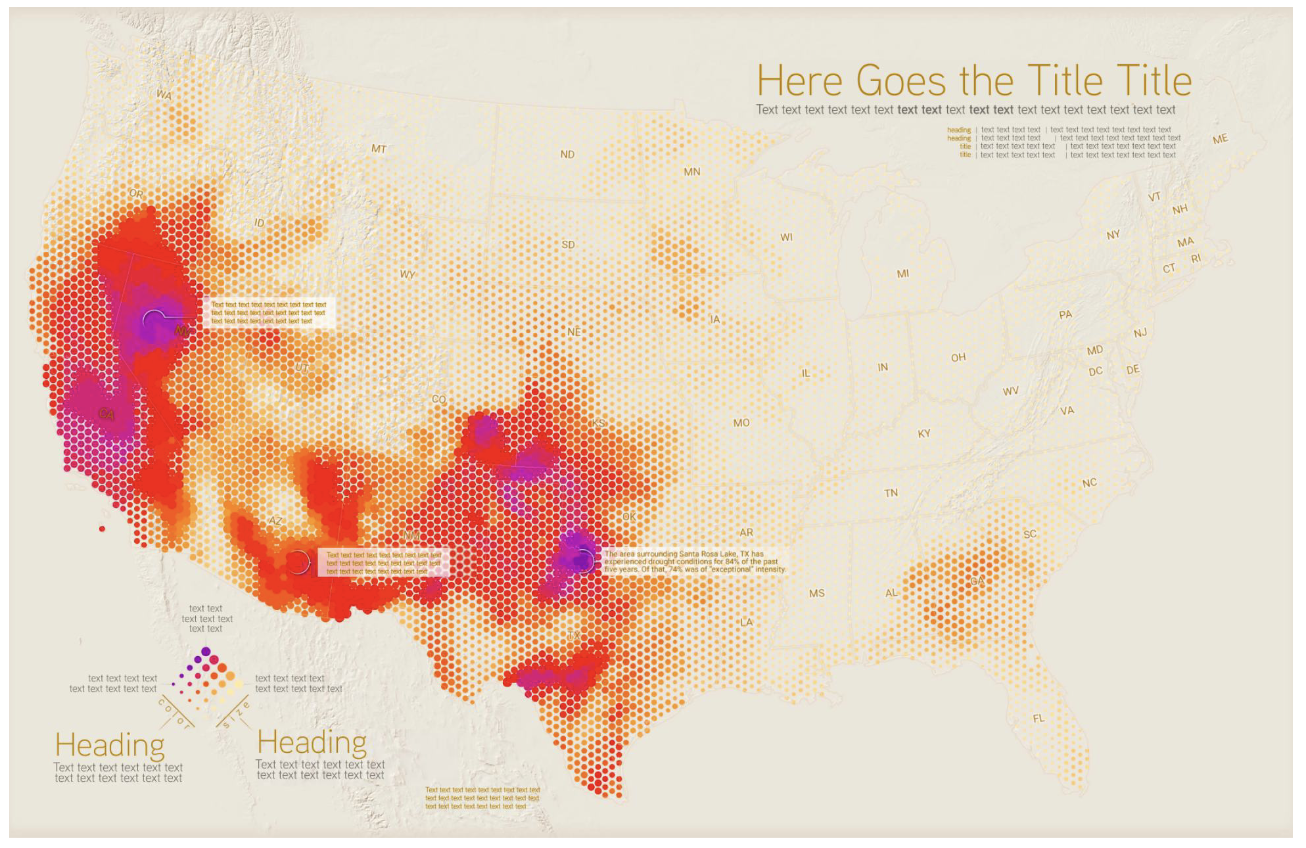 Here Goes the Title Title
Text text text text text text text text text text text text text text text text text text
heading | text text text text | text text text text text text text text
heading | text text text text | text text text text text text text text
title | text text text text text | text text text text text text text
title | text text text text text | text text text text text text text
WA
MT
ND
MN
ME
OR
ID
WY
SD
WI
MI
NY
VT
NH
MA
RI
CT
Text text text text text text text text text
text text text text text text text text text
text text text text text text text text
NV
UT
CO
NE
IA
IL
IN
OH
PA
NJ
MD
DC
DE
WV
VA
CA
KS
MO
KY
AZ
NM
OK
AR
TN
NC
SC
Text text text text text text text text text
text text text text text text text text text
text text text text text text text text
The area surrounding Santa Rosa Lake, TX has
experienced drought conditions for 84% of the past
five years. Of that, 74% was of "exceptional" intensity
TX
LA
MS
AL
GA
FL
text text
text text text
text text
text text text text
text text text text text
text text text text
text text text text text
color
size
Heading
Text text text text text text
text text text text text text
Heading
Text text text text text text
text text text text text text
Text text text text text text text text text
text text text text text text text text text
text text text text text text text text